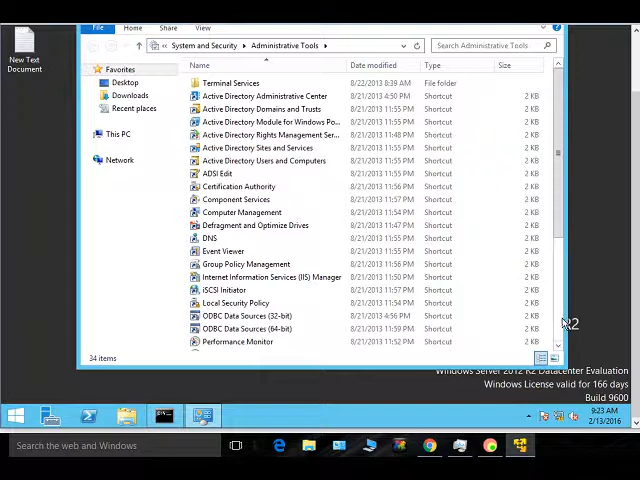 File Home Share View
New Text
Document
System and Security Administrative Tools Search Administrative Tools
Favorites
Desktop
Downloads
Recent places
This PC
Network
Name Date modified Type Size
Terminal Services 8/22/2013 8:39 AM File folder
Active Directory Administrative Center 8/21/2013 4:50 PM Shortcut 2 KB
Active Directory Domains and Trusts 8/21/2013 11:55 PM Shortcut 2 KB
Active Directory Module for Windows Po... 8/21/2013 11:55 PM Shortcut 2 KB
Active Directory Rights Management Ser... 8/21/2013 11:48 PM Shortcut 2 KB
Active Directory Sites and Services 8/21/2013 11:55 PM Shortcut 2 KB
Active Directory Users and Computers 8/21/2013 11:55 PM Shortcut 2 KB
ADSI Edit 8/21/2013 11:55 PM Shortcut 2 KB
Certification Authority 8/21/2013 11:56 PM Shortcut 2 KB
Component Services 8/21/2013 11:57 PM Shortcut 2 KB
Computer Management 8/21/2013 11:54 PM Shortcut 2 KB
Defragment and Optimize Drives 8/21/2013 11:47 PM Shortcut 2 KB
DNS 8/21/2013 11:55 PM Shortcut 2 KB
Event Viewer 8/21/2013 11:55 PM Shortcut 2 KB
Group Policy Management 8/21/2013 11:56 PM Shortcut 2 KB
Internet Information Services (IIS) Manager 8/21/2013 11:50 PM Shortcut 2 KB
iSCSI Initiator 8/21/2013 11:57 PM Shortcut 2 KB
Local Security Policy 8/21/2013 11:54 PM Shortcut 2 KB
ODBC Data Sources (32-bit) 8/21/2013 4:56 PM Shortcut 2 KB
ODBC Data Sources (64-bit) 8/21/2013 11:59 PM Shortcut 2 KB
Performance Monitor 8/21/2013 11:52 PM Shortcut 2 KB
34 items
R2
Windows Server 2012 R2 Datacenter Evaluation
Windows License valid for 166 days
Build 9600
9:23 AM
2/13/2016
Search the web and Windows